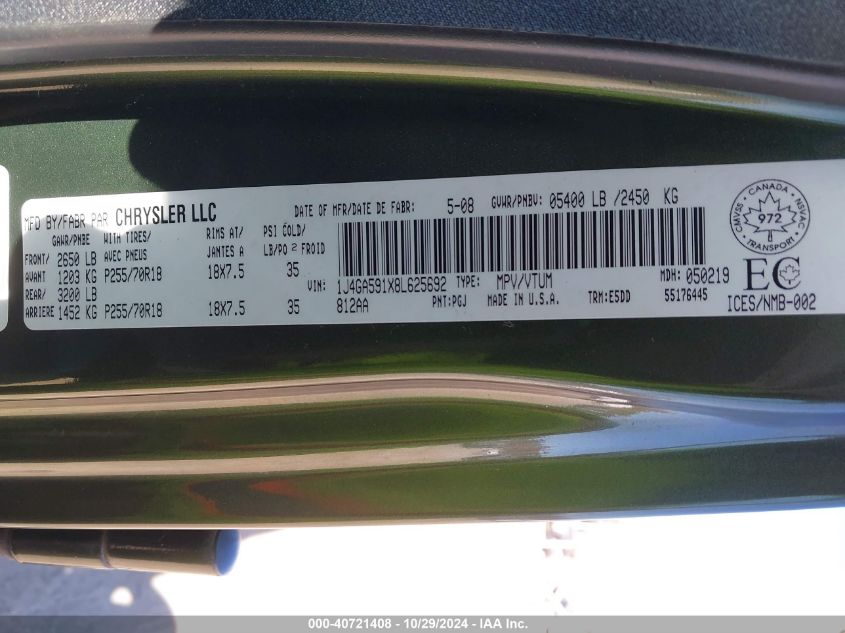 MFD BY/FABR PAR CHRYSLER LLC
DATE OF MFR/DATE DE FABR: 5-08 GVWR/PNBV: 05400 LB /2450 KG
GAWR/PNBE WITH TIRES/ RIMS AT/ PSI COLD/
AVEC PNEUS JANTES A LB/PO 2 FROID
FRONT/ 2650 LB
AVANT 1203 KG P255/70R18 18X7.5 35
REAR/ 3200 LB
ARRIERE 1452 KG P255/70R18 18X7.5 35
VIN: 1J4GA591X8L625692 TYPE: MPV/VTUM MDH: 050219
812AA PNT:PGJ MADE IN U.S.A. TRM:E5DD 55176445
CANADA
CMVSS 972 NSVAC
TRANSPORT
EC
ICES/NMB-002
000-40721408 - 10/29/2024 - IAA Inc.